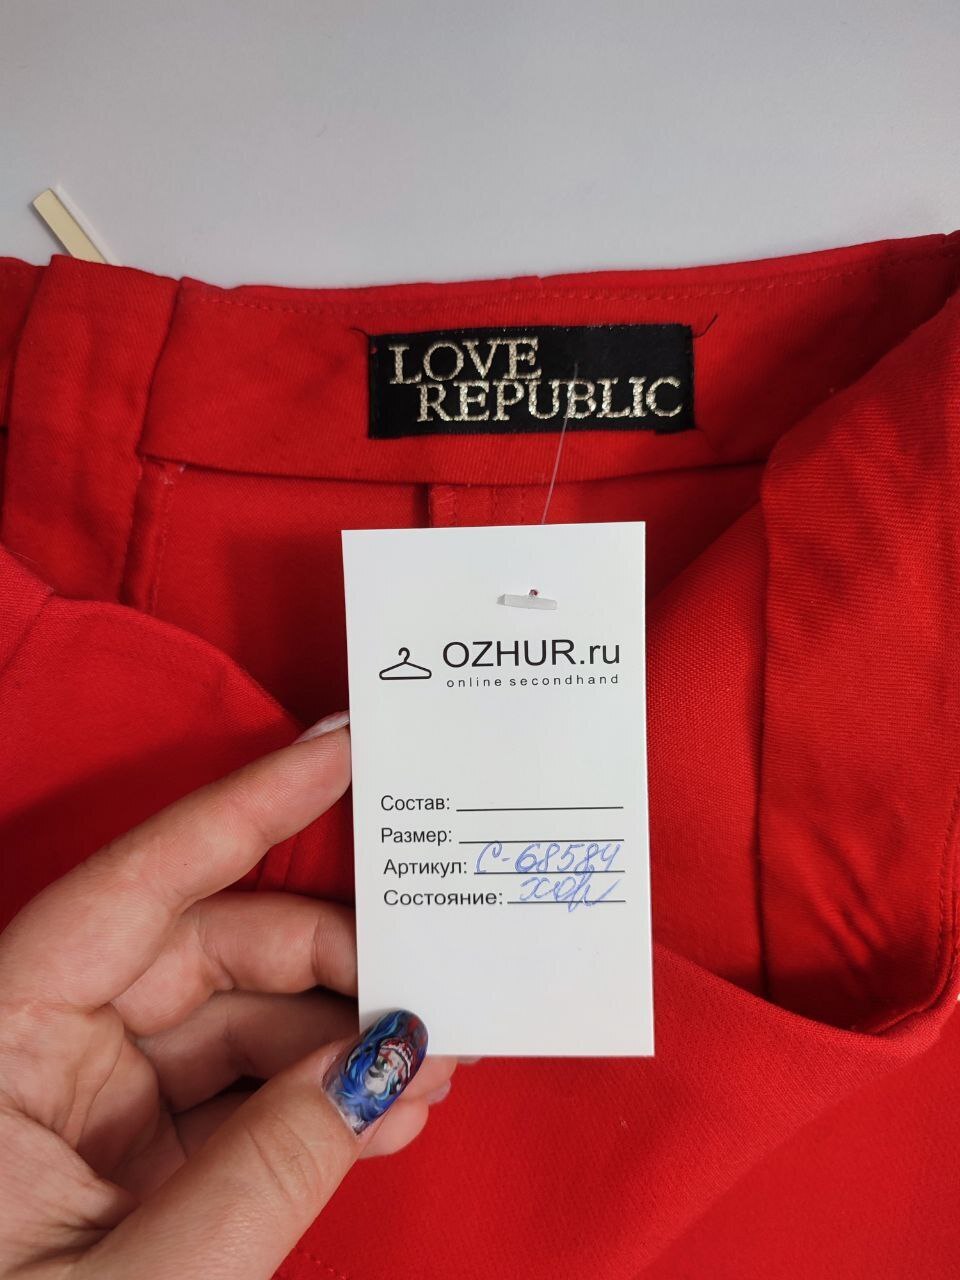 LOVE
REPUBLIC
OZHUR.ru
online secondhand
Состав:
Размер:
Артикул: С-68584
Состояние: хор